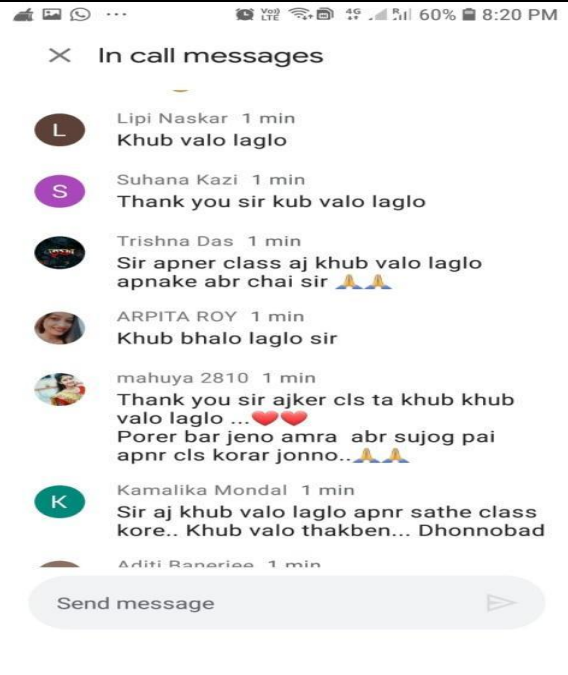 Vo))
LTE
4G
R
60%
8:20 PM
In call messages
L
Lipi Naskar 1 min
Khub valo laglo
S
Suhana Kazi 1 min
Thank you sir kub valo laglo
Trishna Das 1 min
Sir apner class aj khub valo laglo
apnake abr chai sir 🙏🙏
ARPITA ROY 1 min
Khub bhalo laglo sir
mahuya 2810 1 min
Thank you sir ajker cls ta khub khub
valo laglo ...❤❤
Porer bar jeno amra abr sujog pai
apnr cls korar jonno..🙏🙏
K
Kamalika Mondal 1 min
Sir aj khub valo laglo apnr sathe class
kore.. Khub valo thakben... Dhonnobad
Aditi Banerjee 1 min
Send message